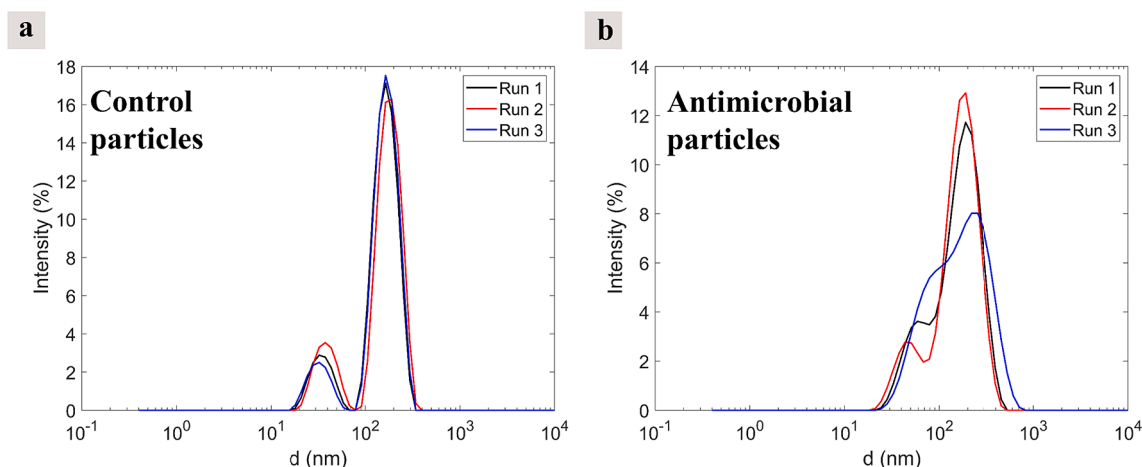 a
Control
particles
Run 1
Run 2
Run 3
18
16
14
12
10
8
6
4
2
0
Intensity (%)
10-1
100
101
102
103
104
d (nm)
b
Antimicrobial
particles
Run 1
Run 2
Run 3
14
12
10
8
6
4
2
0
Intensity (%)
10-1
100
101
102
103
104
d (nm)